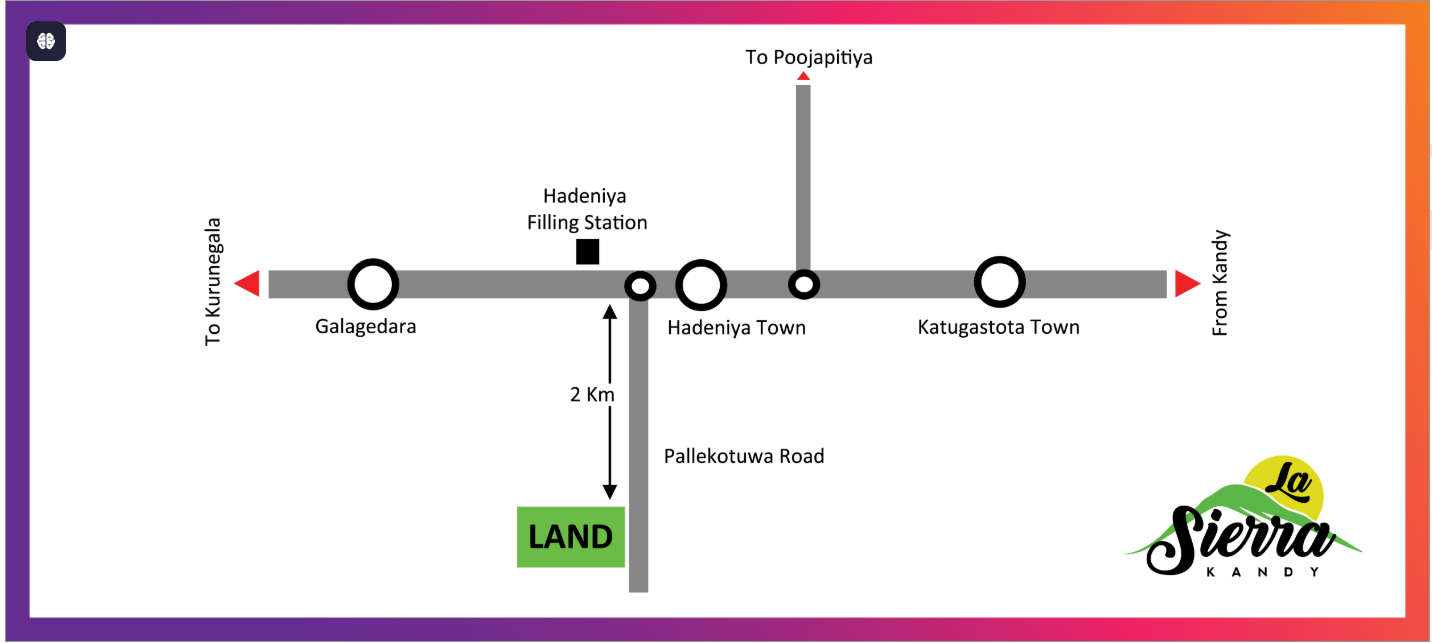 To Poojapitiya
Hadeniya
Filling Station
To Kurunegala
From Kandy
Galagedara
Hadeniya Town
Katugastota Town
2 Km
Pallekotuwa Road
LAND
La
Sierra
KANDY